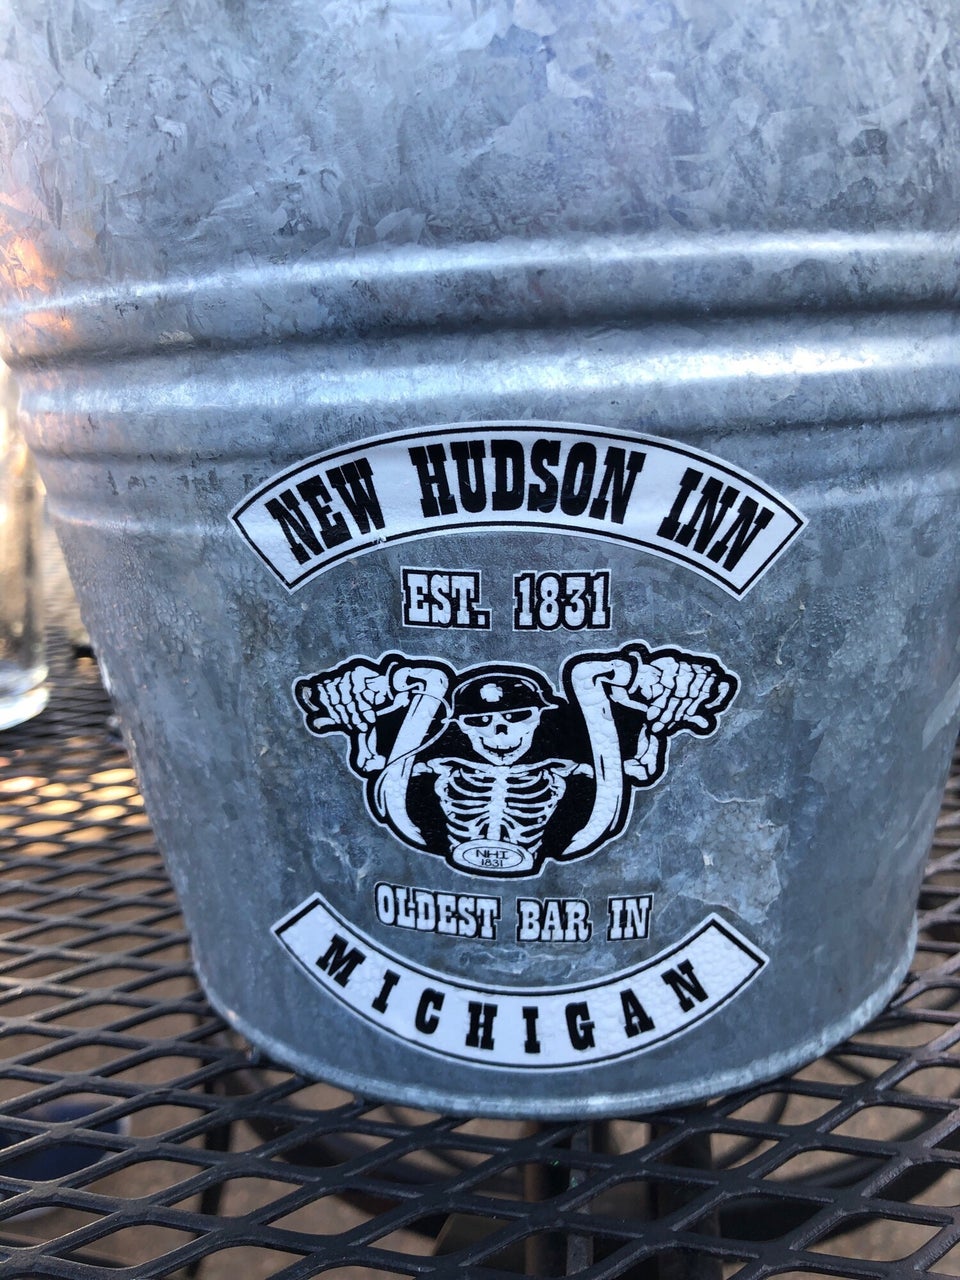 NEW HUDSON INN
EST. 1831
NHI
1831
OLDEST BAR IN
MICHIGAN